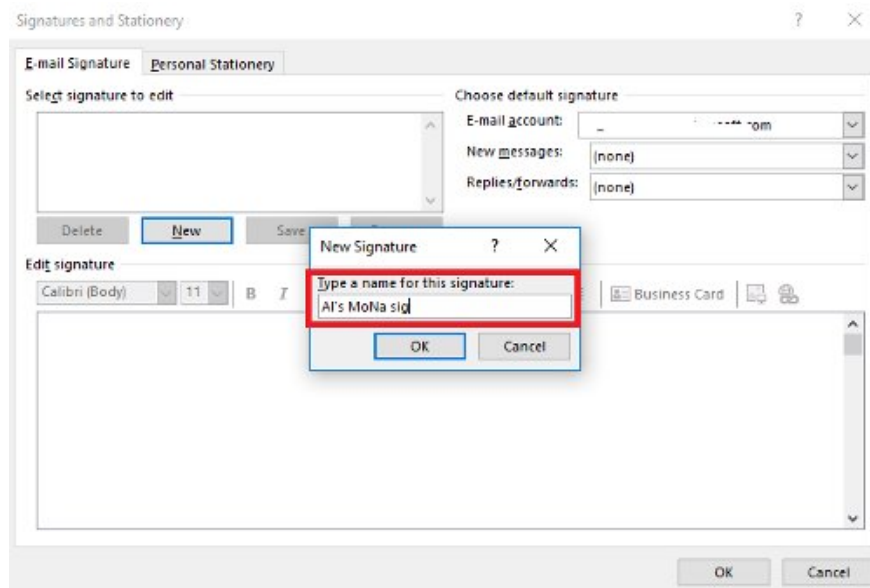 Signatures and Stationery
E-mail Signature Personal Stationery
Select signature to edit
Choose default signature
E-mail account:
New messages: (none)
Replies/forwards: (none)
Delete New Save
New Signature
Type a name for this signature:
Al's MoNa sig
OK Cancel
Edit signature
Calibri (Body) 11 B I
Business Card
OK Cancel